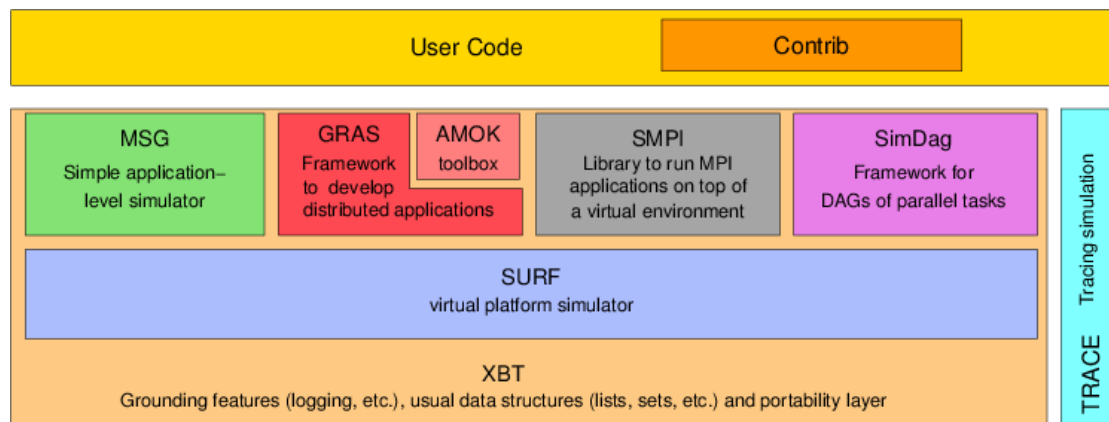 User Code
Contrib
MSG
Simple application–
level simulator
GRAS
Framework
to develop
distributed applications
AMOK
toolbox
SMPI
Library to run MPI
applications on top of
a virtual environment
SimDag
Framework for
DAGs of parallel tasks
SURF
virtual platform simulator
XBT
Grounding features (logging, etc.), usual data structures (lists, sets, etc.) and portability layer
TRACE Tracing simulation